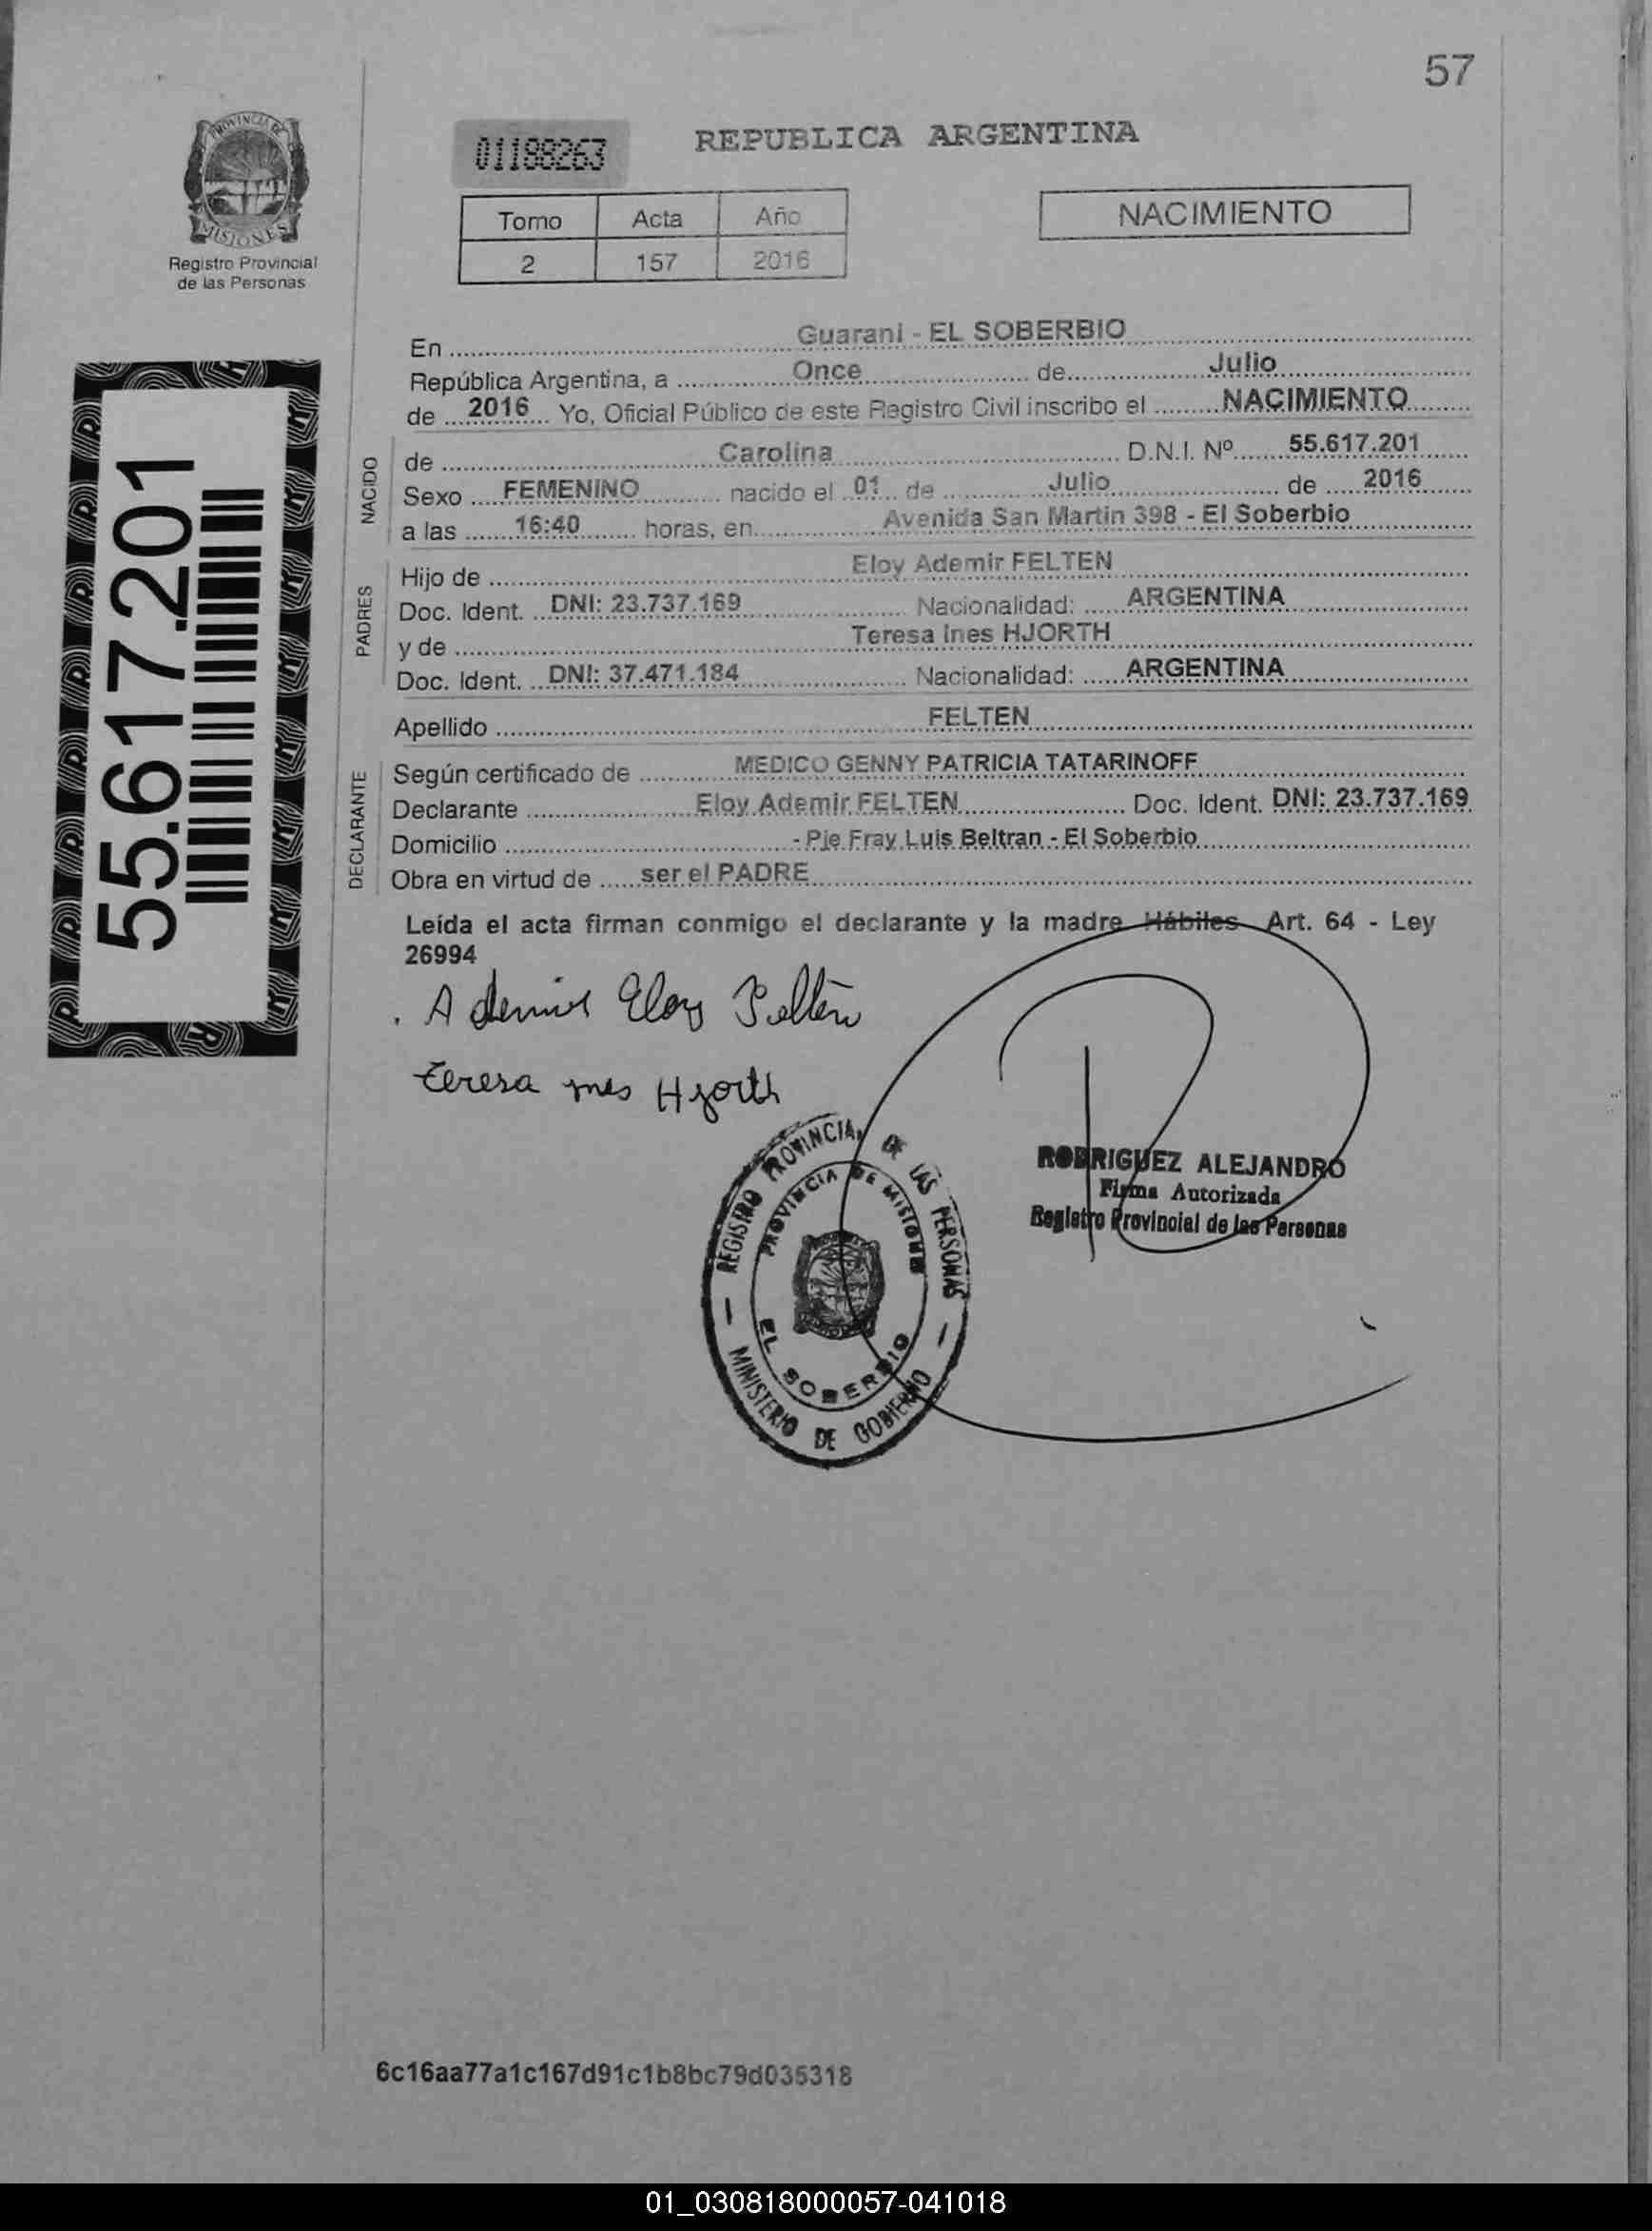 57
PROVINCIA DE
MISIONES
Registro Provincial
de las Personas
01188263
REPUBLICA ARGENTINA
Tomo Acta Año
2 157 2016
NACIMIENTO
55.617.201
En Guarani - EL SOBERBIO
República Argentina, a Once de Julio
de 2016 Yo, Oficial Público de este Registro Civil inscribo el NACIMIENTO
NACIDO
de Carolina D.N.I. Nº 55.617.201
Sexo FEMENINO nacido el 01 de Julio de 2016
a las 16:40 horas, en Avenida San Martin 398 - El Soberbio
PADRES
Hijo de Eloy Ademir FELTEN
Doc. Ident. DNI: 23.737.169 Nacionalidad: ARGENTINA
y de Teresa Ines HJORTH
Doc. Ident. DNI: 37.471.184 Nacionalidad: ARGENTINA
Apellido FELTEN
DECLARANTE
Según certificado de MEDICO GENNY PATRICIA TATARINOFF
Declarante Eloy Ademir FELTEN Doc. Ident. DNI: 23.737.169
Domicilio - Pje Fray Luis Beltran - El Soberbio
Obra en virtud de ser el PADRE
Leída el acta firman conmigo el declarante y la madre Hábiles Art. 64 - Ley
26994
Ademir Eloy Felten
teresa ines Hjorth
REGISTRO PROVINCIAL DE LAS PERSONAS
PROVINCIA DE MISIONES
EL SOBERBIO
MINISTERIO DE GOBIERNO
RODRIGUEZ ALEJANDRO
Firma Autorizada
Registro Provincial de las Personas
6c16aa77a1c167d91c1b8bc79d035318
01_030818000057-041018